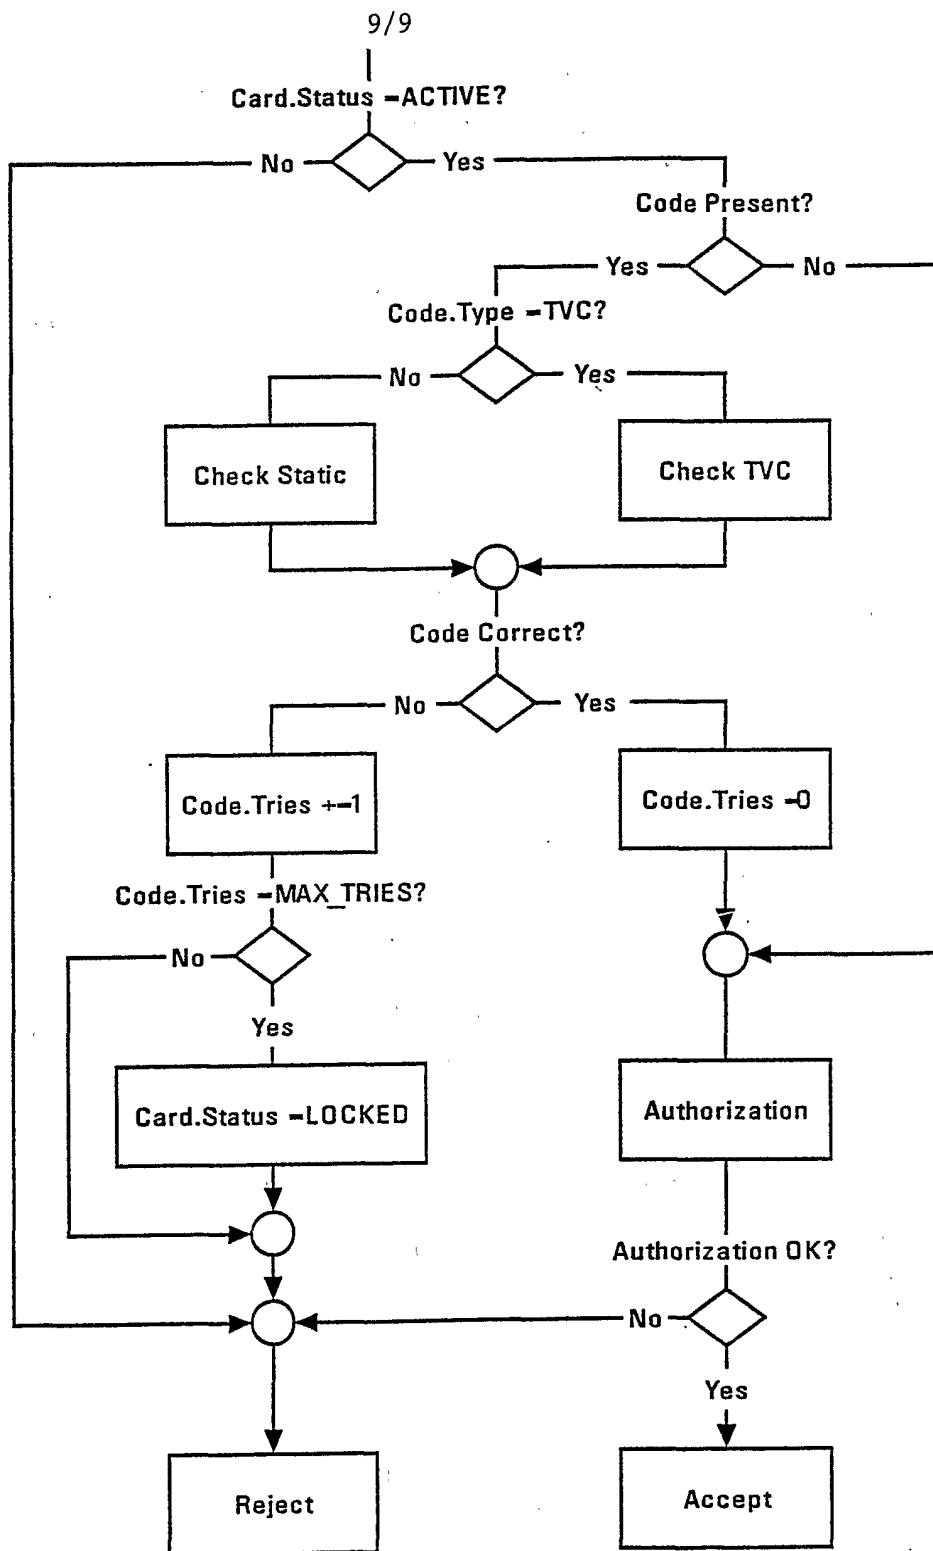 9/9
Card.Status =ACTIVE?
No
Yes
Code Present?
Yes
No
Code.Type =TVC?
No
Yes
Check Static
Check TVC
Code Correct?
No
Yes
Code.Tries +=1
Code.Tries =0
Code.Tries =MAX_TRIES?
No
Yes
Card.Status =LOCKED
Authorization
Authorization OK?
No
Yes
Reject
Accept